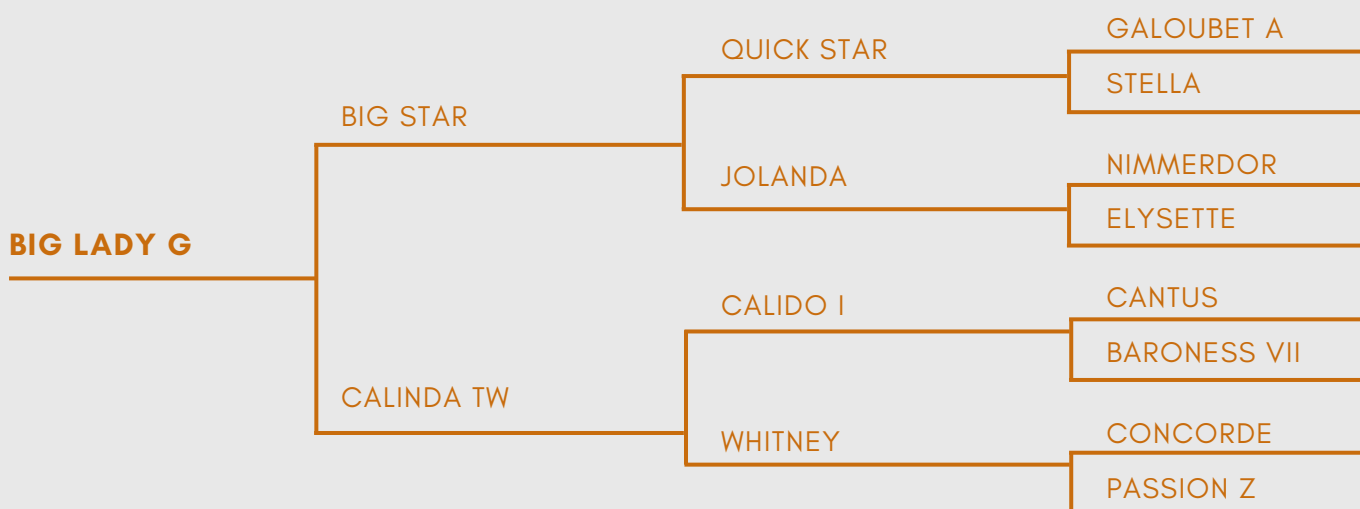 GALOUBET A
QUICK STAR
STELLA
BIG STAR
NIMMERDOR
JOLANDA
ELYSETTE
BIG LADY G
CANTUS
CALIDO I
BARONESS VII
CALINDA TW
CONCORDE
WHITNEY
PASSION Z